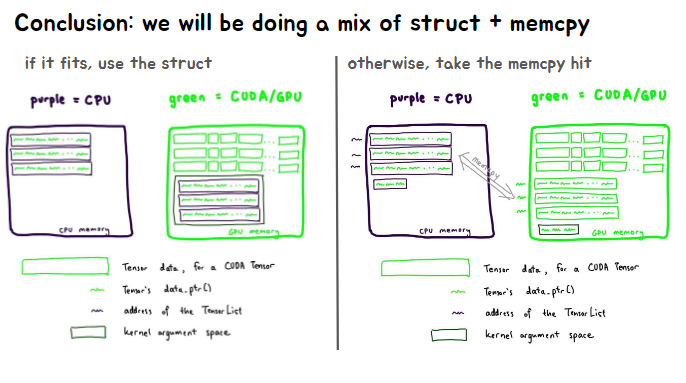 Conclusion: we will be doing a mix of struct + memcpy
if it fits, use the struct
purple = CPU
green = CUDA/GPU
CPU memory
GPU memory
Tensor data, for a CUDA Tensor
Tensor's data_ptr()
address of the TensorList
kernel argument space
otherwise, take the memcpy hit
purple = CPU
green = CUDA/GPU
memcpy
CPU memory
GPU memory
Tensor data, for a CUDA Tensor
Tensor's data_ptr()
address of the TensorList
kernel argument space